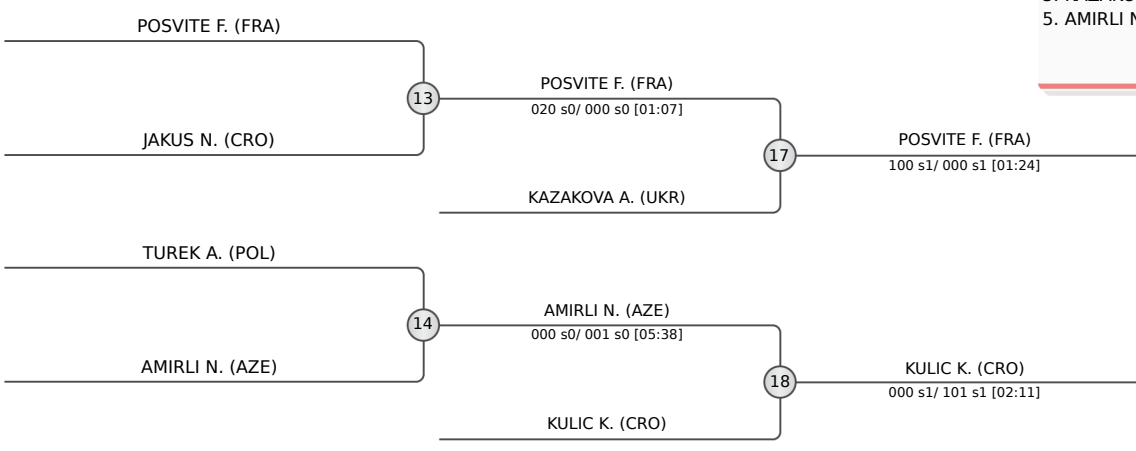 5. AMIRLI N
POSVITE F. (FRA)
13
POSVITE F. (FRA)
020 s0/ 000 s0 [01:07]
JAKUS N. (CRO)
17
POSVITE F. (FRA)
100 s1/ 000 s1 [01:24]
KAZAKOVA A. (UKR)
TUREK A. (POL)
14
AMIRLI N. (AZE)
000 s0/ 001 s0 [05:38]
AMIRLI N. (AZE)
18
KULIC K. (CRO)
000 s1/ 101 s1 [02:11]
KULIC K. (CRO)